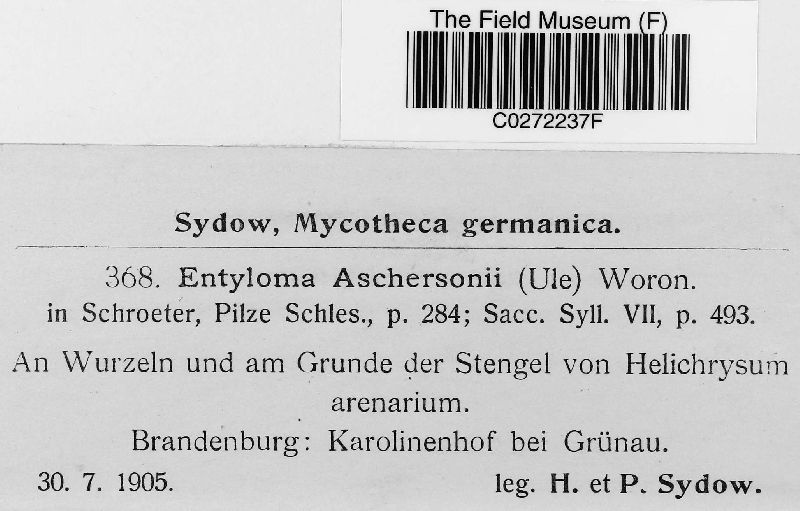 The Field Museum (F)
C0272237F
Sydow, Mycotheca germanica.
368. Entyloma Aschersonii (Ule) Woron.
in Schroeter, Pilze Schles., p. 284; Sacc. Syll. VII, p. 493.
An Wurzeln und am Grunde der Stengel von Helichrysum
arenarium.
Brandenburg: Karolinenhof bei Grünau.
30. 7. 1905. leg. H. et P. Sydow.